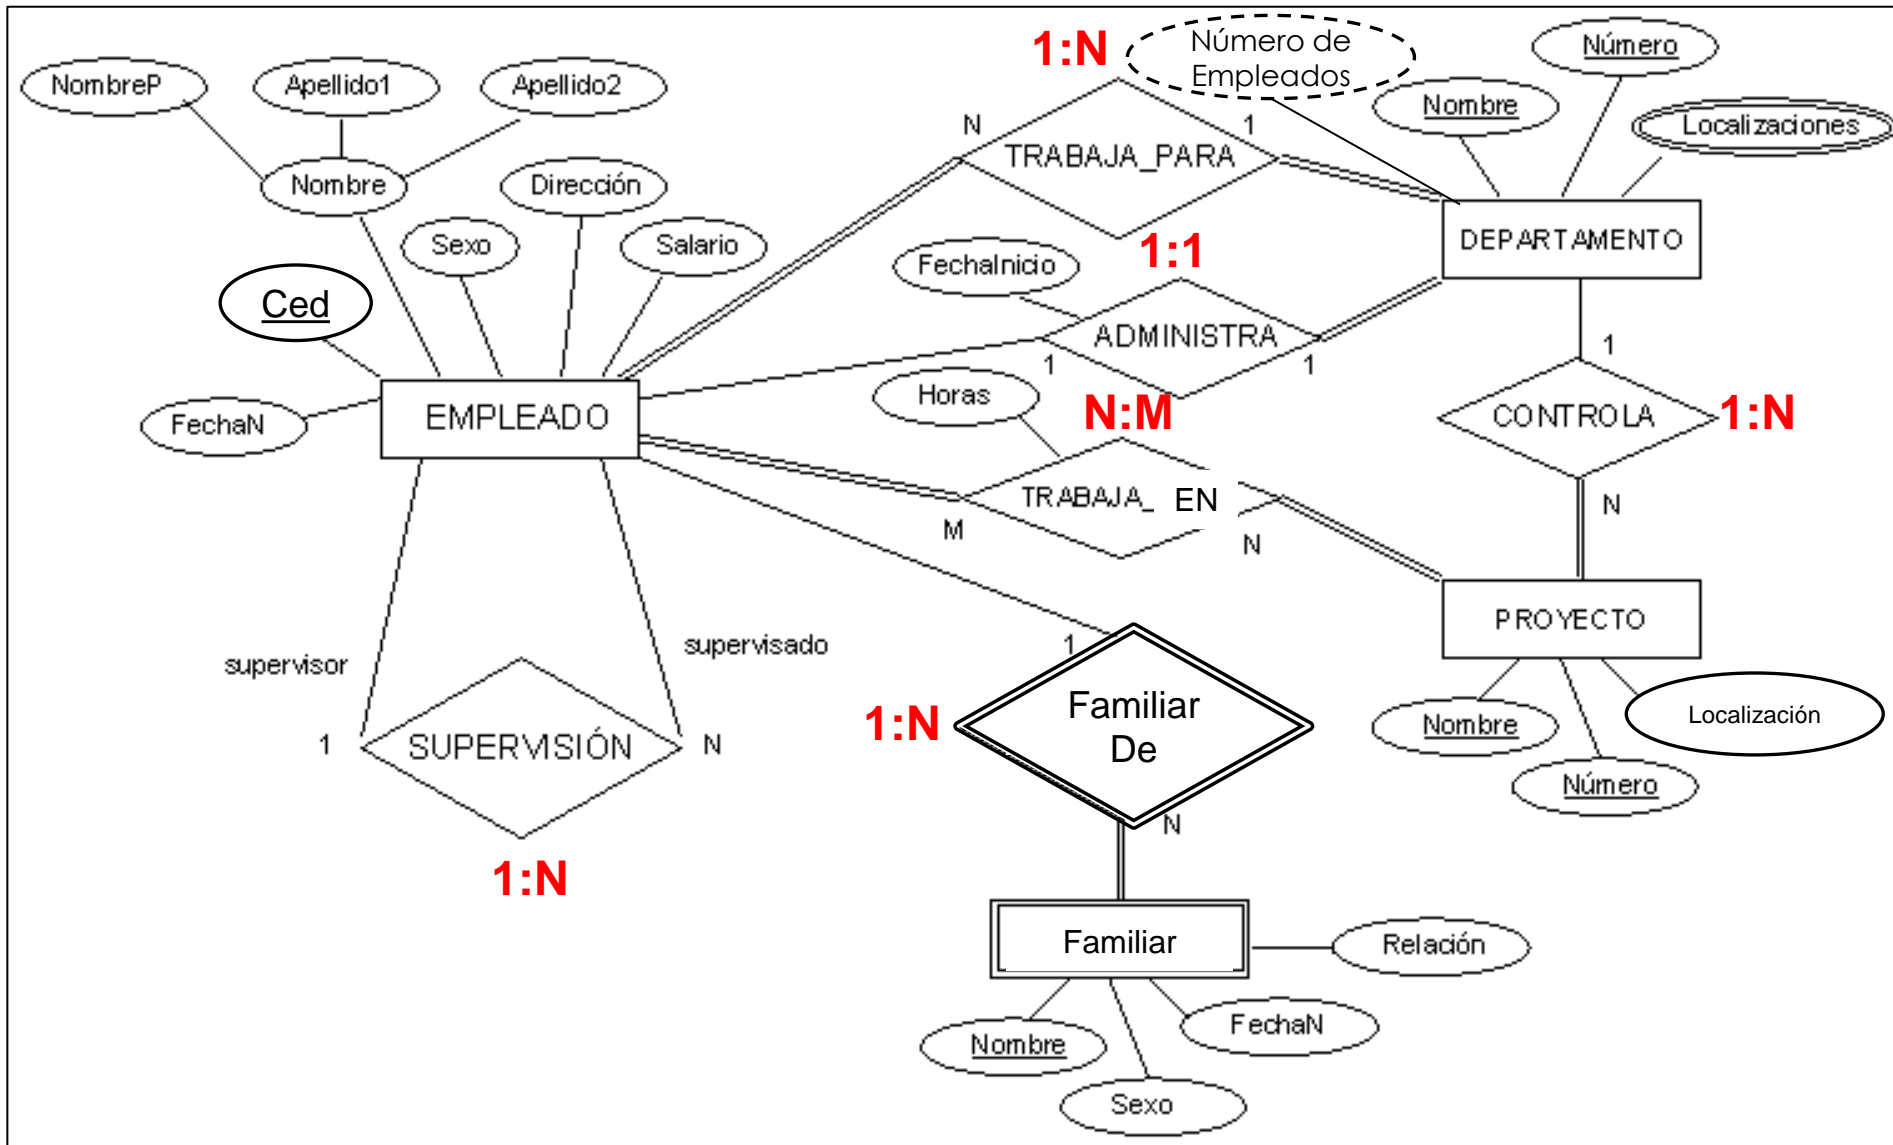 1:N
Número de
Empleados
Número
NombreP
Apellido1
Apellido2
Nombre
Localizaciones
N
1
TRABAJA_PARA
Nombre
Dirección
Sexo
Salario
DEPARTAMENTO
FechaInicio
1:1
Ced
ADMINISTRA
1
1
1
Horas
N:M
EMPLEADO
FechaN
CONTROLA
1:N
TRABAJA_ EN
M
N
N
PROYECTO
supervisor
supervisado
1
Familiar
De
1:N
Nombre
Localización
1
SUPERVISIÓN
N
Número
N
1:N
Familiar
Relación
FechaN
Nombre
Sexo